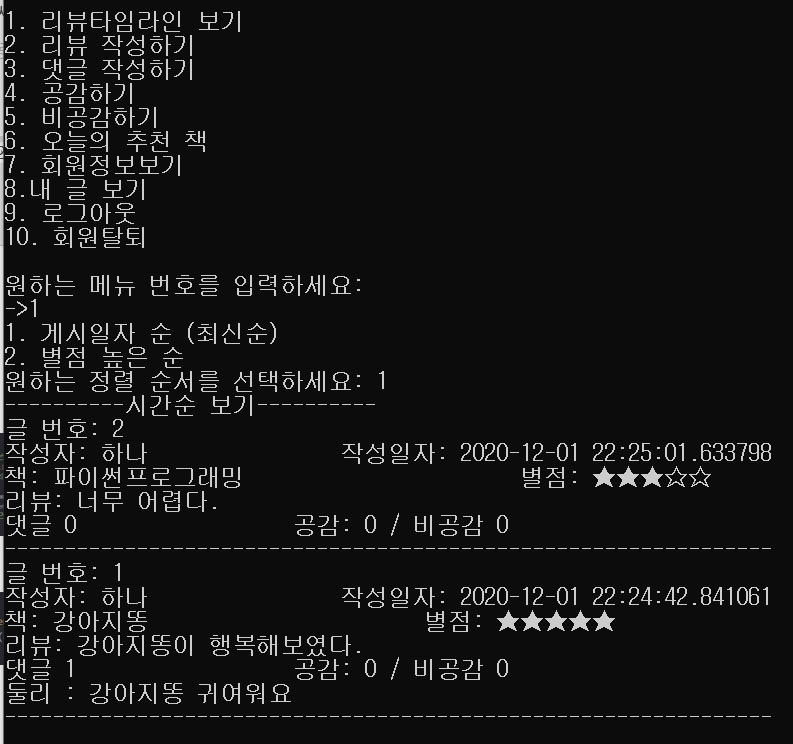 1. 리뷰타임라인 보기
2. 리뷰 작성하기
3. 댓글 작성하기
4. 공감하기
5. 비공감하기
6. 오늘의 추천 책
7. 회원정보보기
8.내 글 보기
9. 로그아웃
10. 회원탈퇴
원하는 메뉴 번호를 입력하세요:
->1
1. 게시일자 순 (최신순)
2. 별점 높은 순
원하는 정렬 순서를 선택하세요: 1
----------시간순 보기----------
글 번호: 2
작성자: 하나 작성일자: 2020-12-01 22:25:01.633798
책: 파이썬프로그래밍 별점: ★★★☆☆
리뷰: 너무 어렵다.
댓글 0 공감: 0 / 비공감 0
----------------------------------------------------------------
글 번호: 1
작성자: 하나 작성일자: 2020-12-01 22:24:42.841061
책: 강아지똥 별점: ★★★★★
리뷰: 강아지똥이 행복해보였다.
댓글 1 공감: 0 / 비공감 0
둘리 : 강아지똥 귀여워요
----------------------------------------------------------------